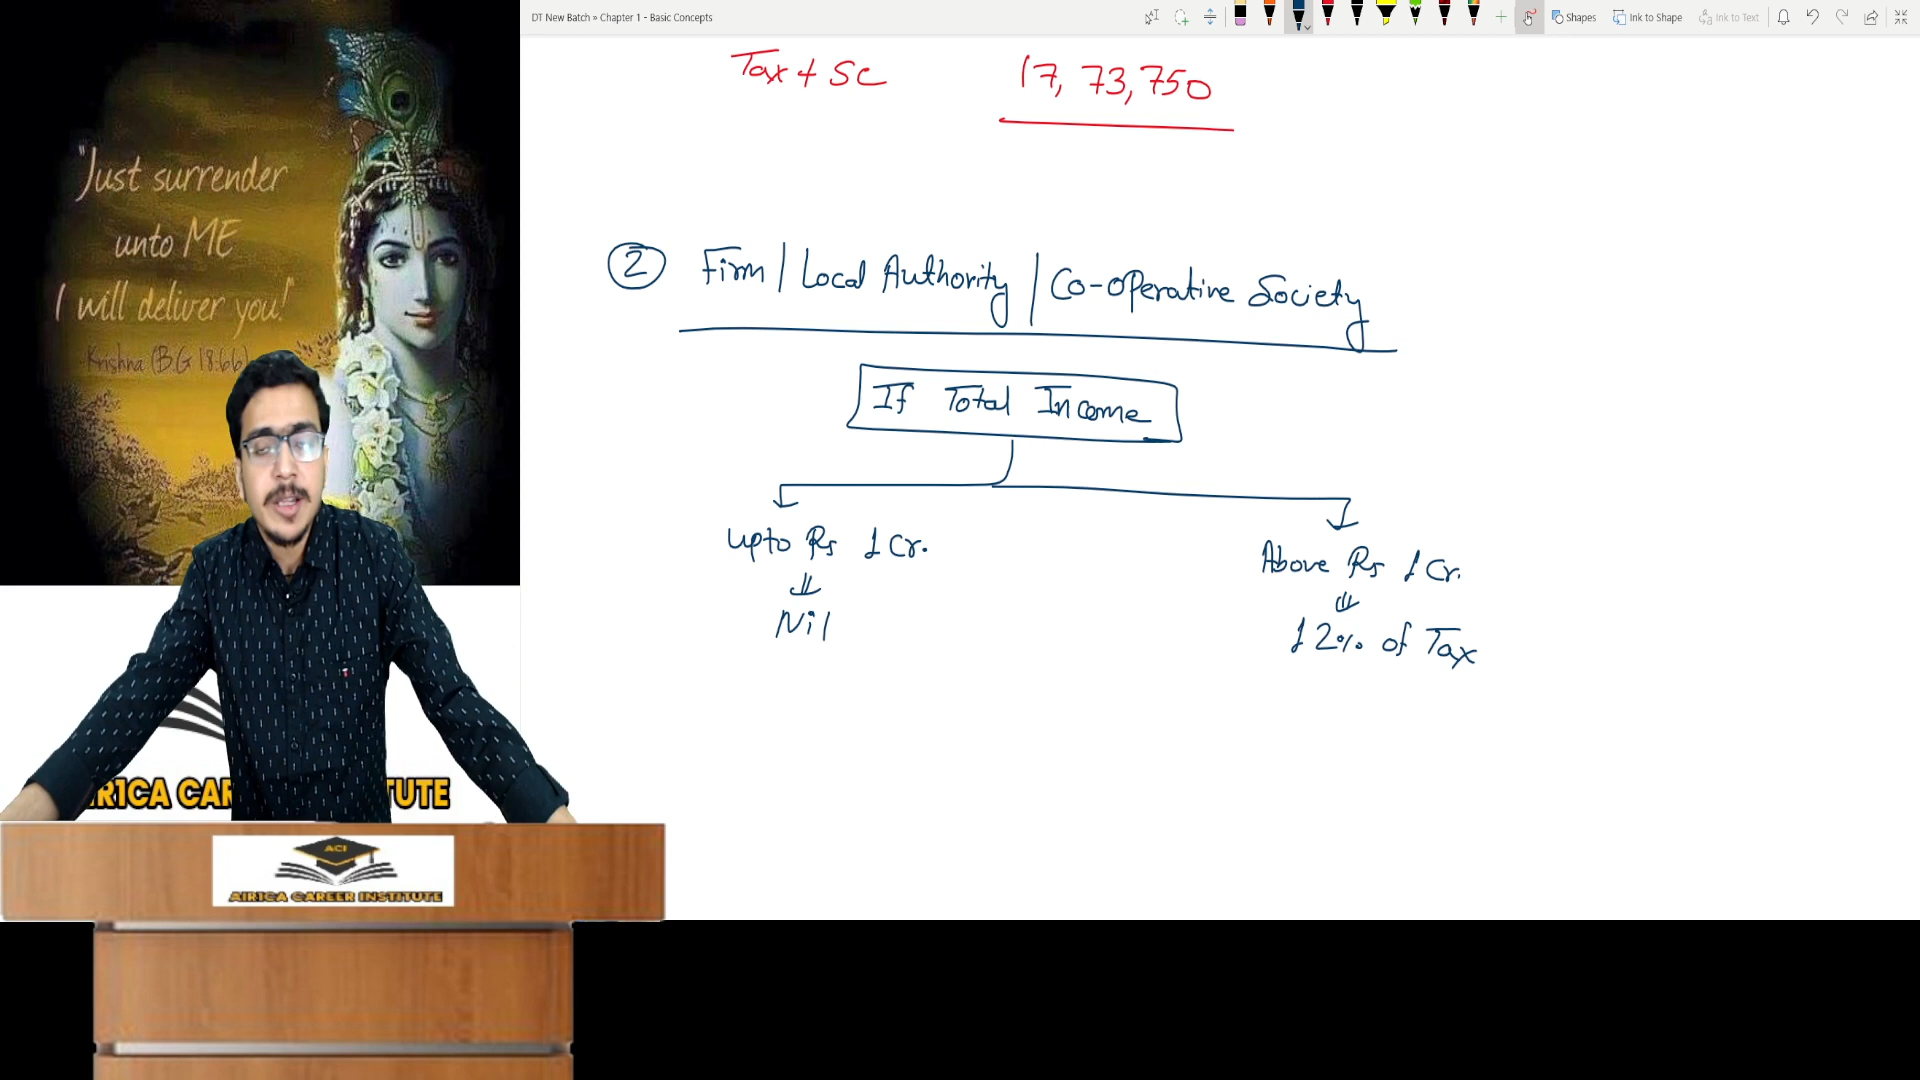 DT New Batch » Chapter 1 - Basic Concepts
Shapes
Ink to Shape
Ink to Text
Tax + SC 17, 73,750
"Just surrender
unto ME
I will deliver you!"
Krishna (B.G 18:66)
2 Firm / Local Authority / Co-operative Society
If Total Income
upto Rs 1 Cr.
Nil
Above Rs 1 Cr.
12% of Tax
ACI
AIR1CA CAREER INSTITUTE